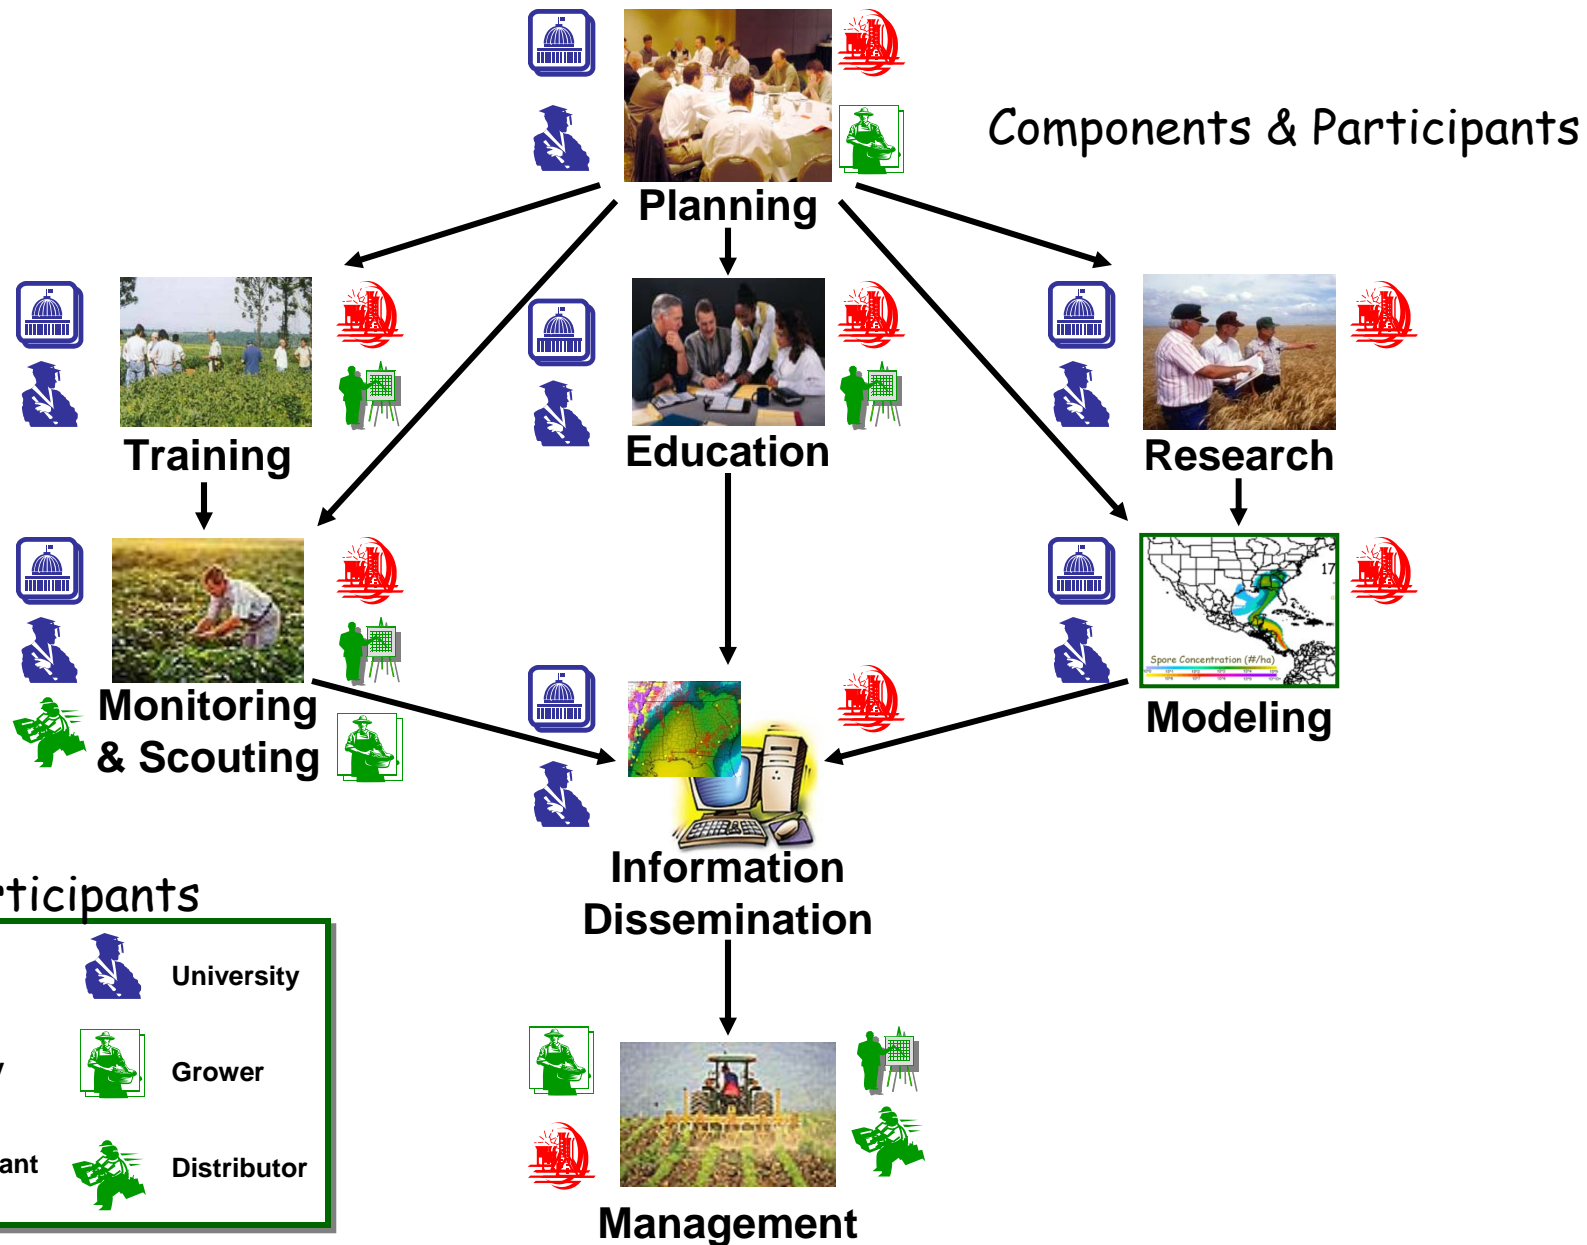 Components & Participants
Planning
Training
Education
Research
Monitoring
& Scouting
17
Spore Concentration (#/ha)
Modeling
Information
Dissemination
rticipants
University
y
Grower
ant
Distributor
Management